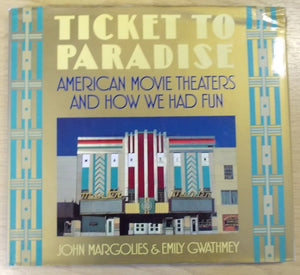 TICKET TO
PARADISE
AMERICAN MOVIE THEATERS
AND HOW WE HAD FUN
JOHN MARGOLIES & EMILY GWATHMEY